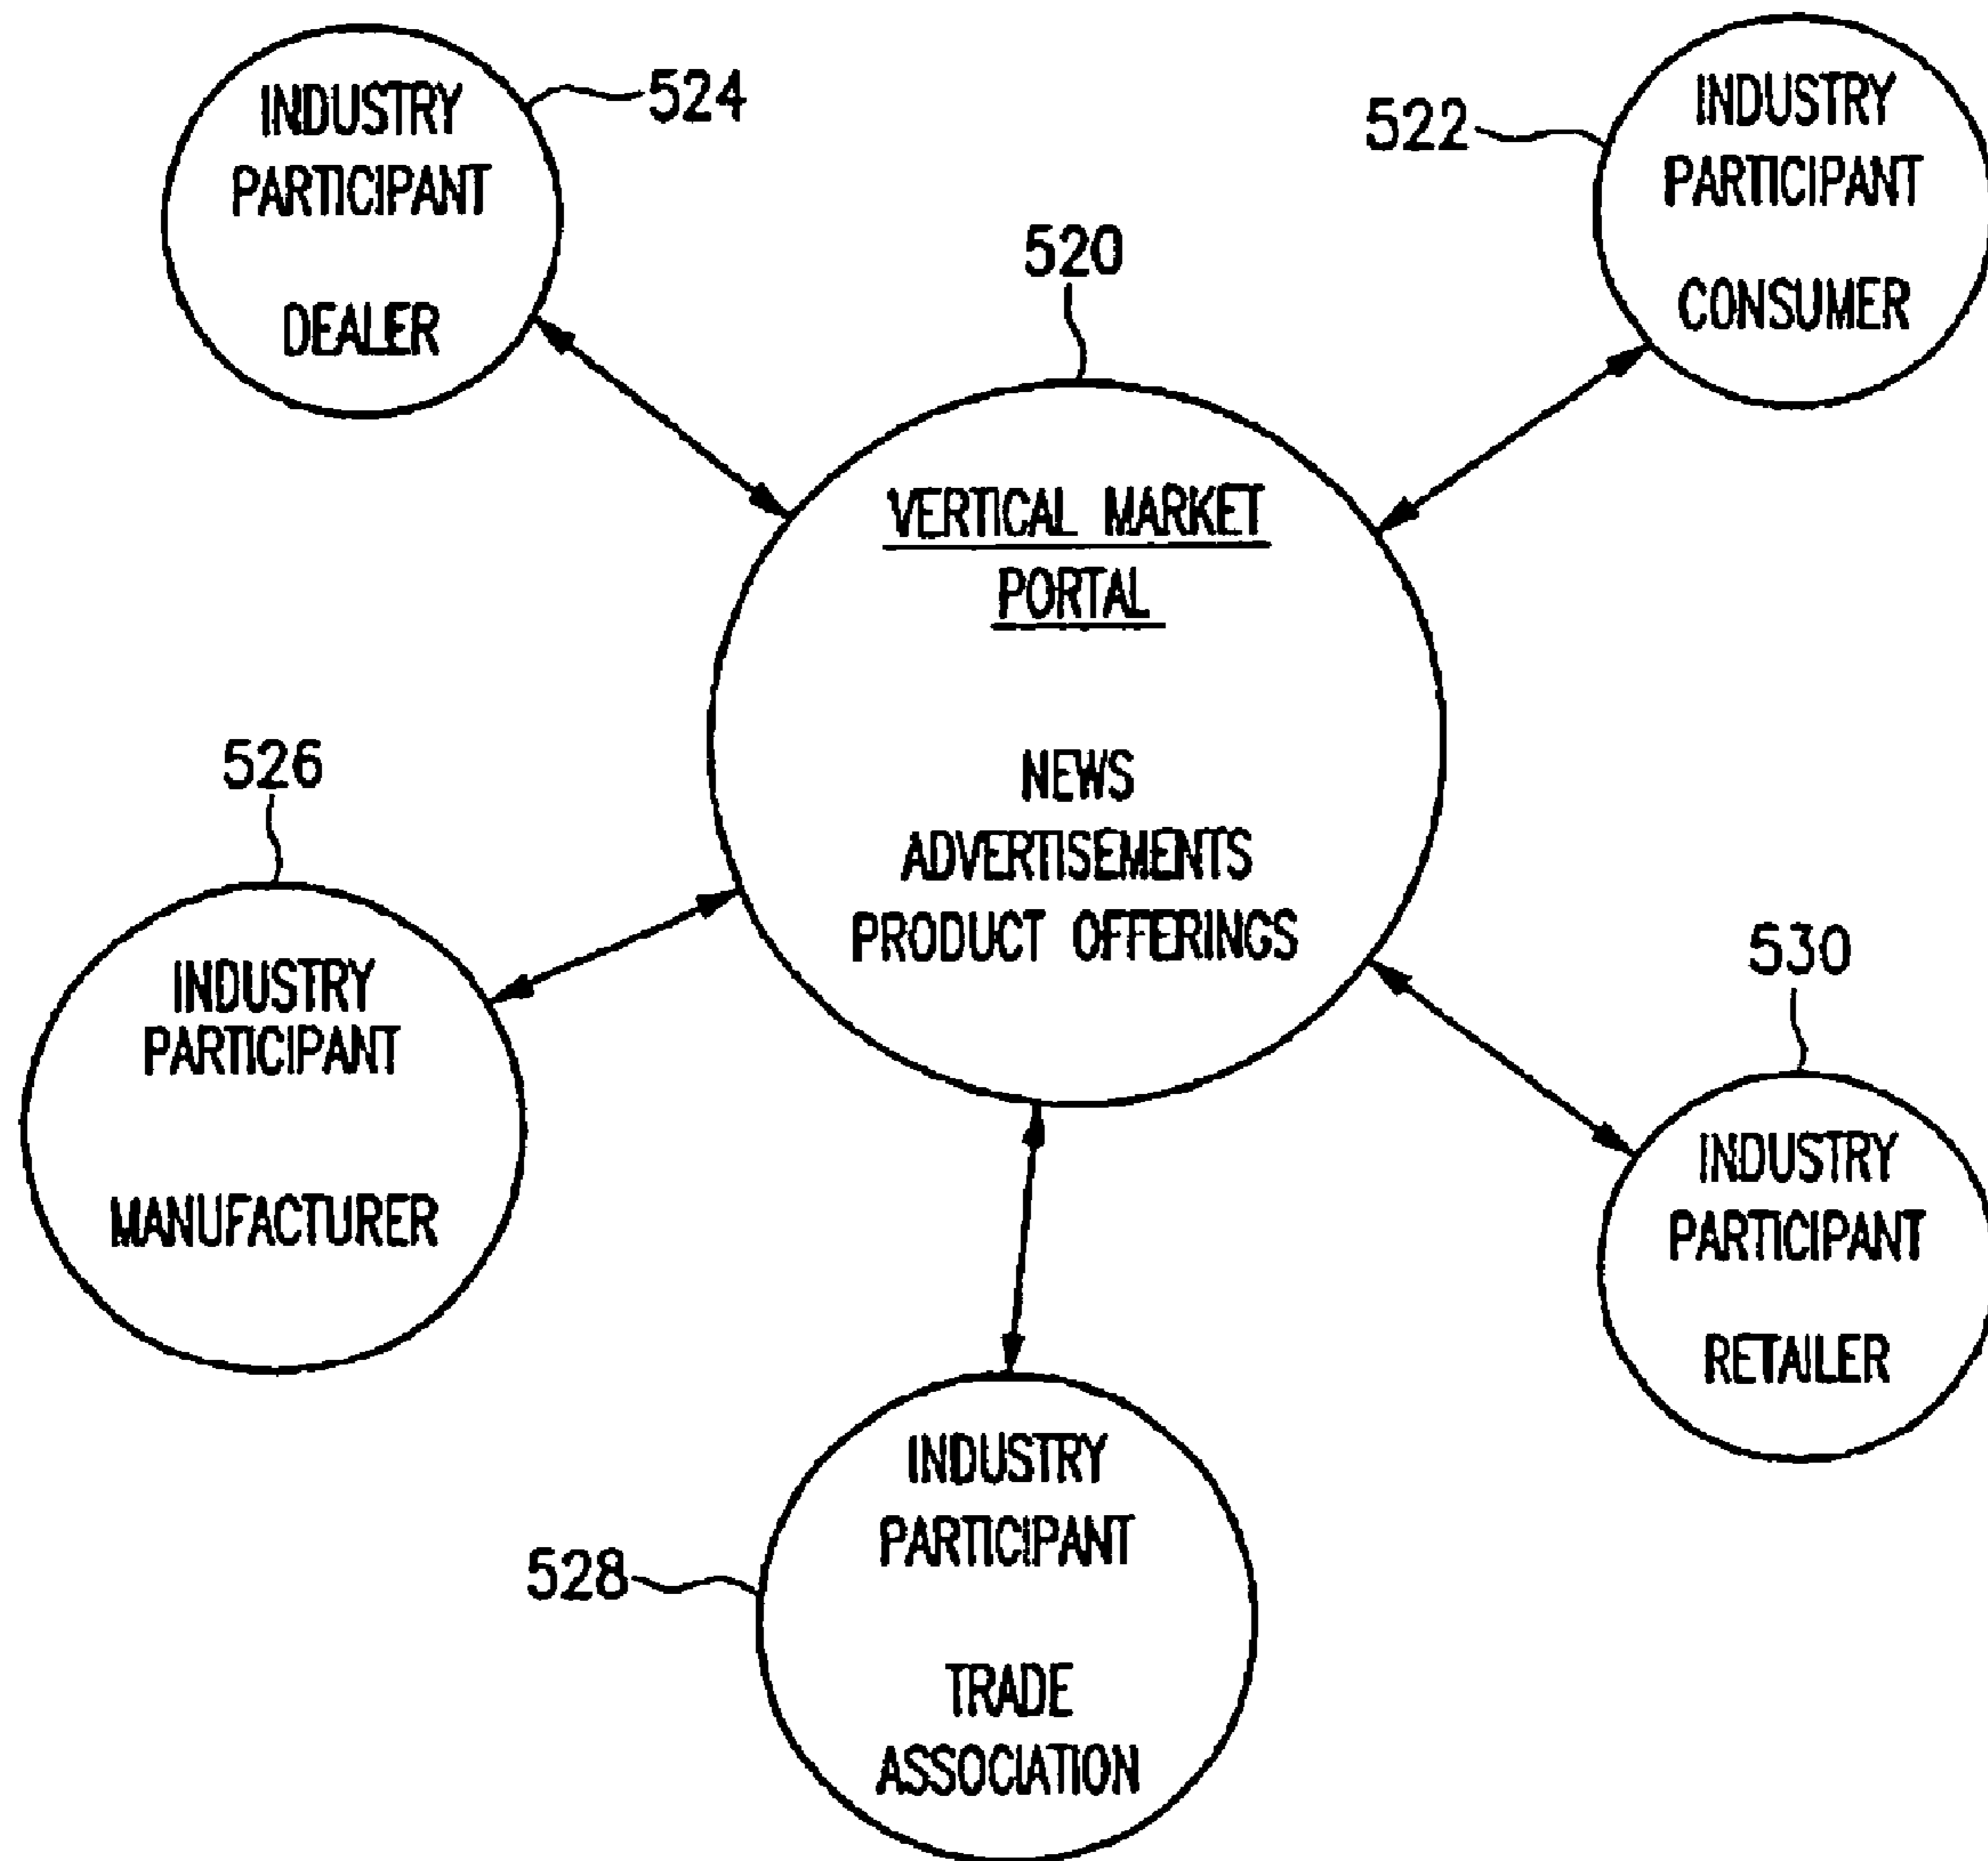 INDUSTRY
PARTICIPANT
DEALER
524
522
INDUSTRY
PARTICIPANT
CONSUMER
520
VERTICAL MARKET
PORTAL
NEWS
ADVERTISEMENTS
PRODUCT OFFERINGS
526
INDUSTRY
PARTICIPANT
MANUFACTURER
530
INDUSTRY
PARTICIPANT
RETAILER
528
INDUSTRY
PARTICIPANT
TRADE
ASSOCIATION